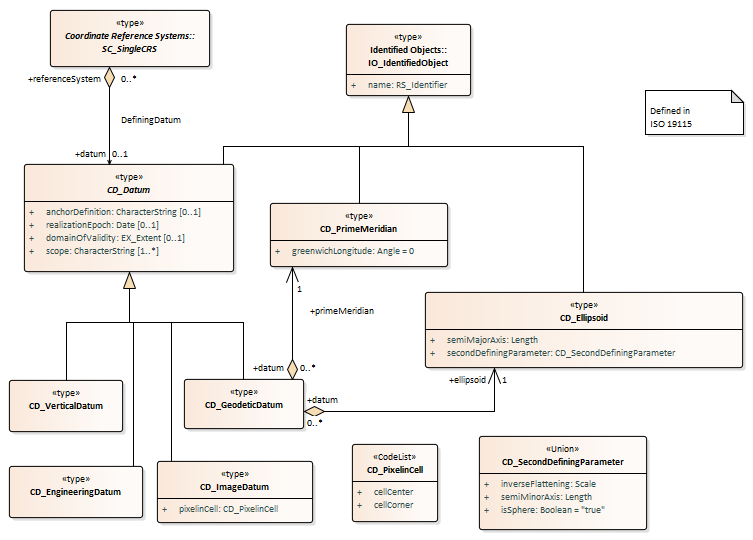 «type»
Coordinate Reference Systems::
SC_SingleCRS
«type»
Identified Objects::
IO_IdentifiedObject
+ name: RS_Identifier
+referenceSystem 0..*
DefiningDatum
+datum 0..1
Defined in
ISO 19115
«type»
CD_Datum
+ anchorDefinition: CharacterString [0..1]
+ realizationEpoch: Date [0..1]
+ domainOfValidity: EX_Extent [0..1]
+ scope: CharacterString [1..*]
«type»
CD_PrimeMeridian
+ greenwichLongitude: Angle = 0
1
+primeMeridian
«type»
CD_Ellipsoid
+ semiMajorAxis: Length
+ secondDefiningParameter: CD_SecondDefiningParameter
+datum 0..*
+ellipsoid 1
«type»
CD_VerticalDatum
«type»
CD_GeodeticDatum
+datum
0..*
«type»
CD_EngineeringDatum
«type»
CD_ImageDatum
+ pixelinCell: CD_PixelinCell
«CodeList»
CD_PixelinCell
+ cellCenter
+ cellCorner
«Union»
CD_SecondDefiningParameter
+ inverseFlattening: Scale
+ semiMinorAxis: Length
+ isSphere: Boolean = "true"